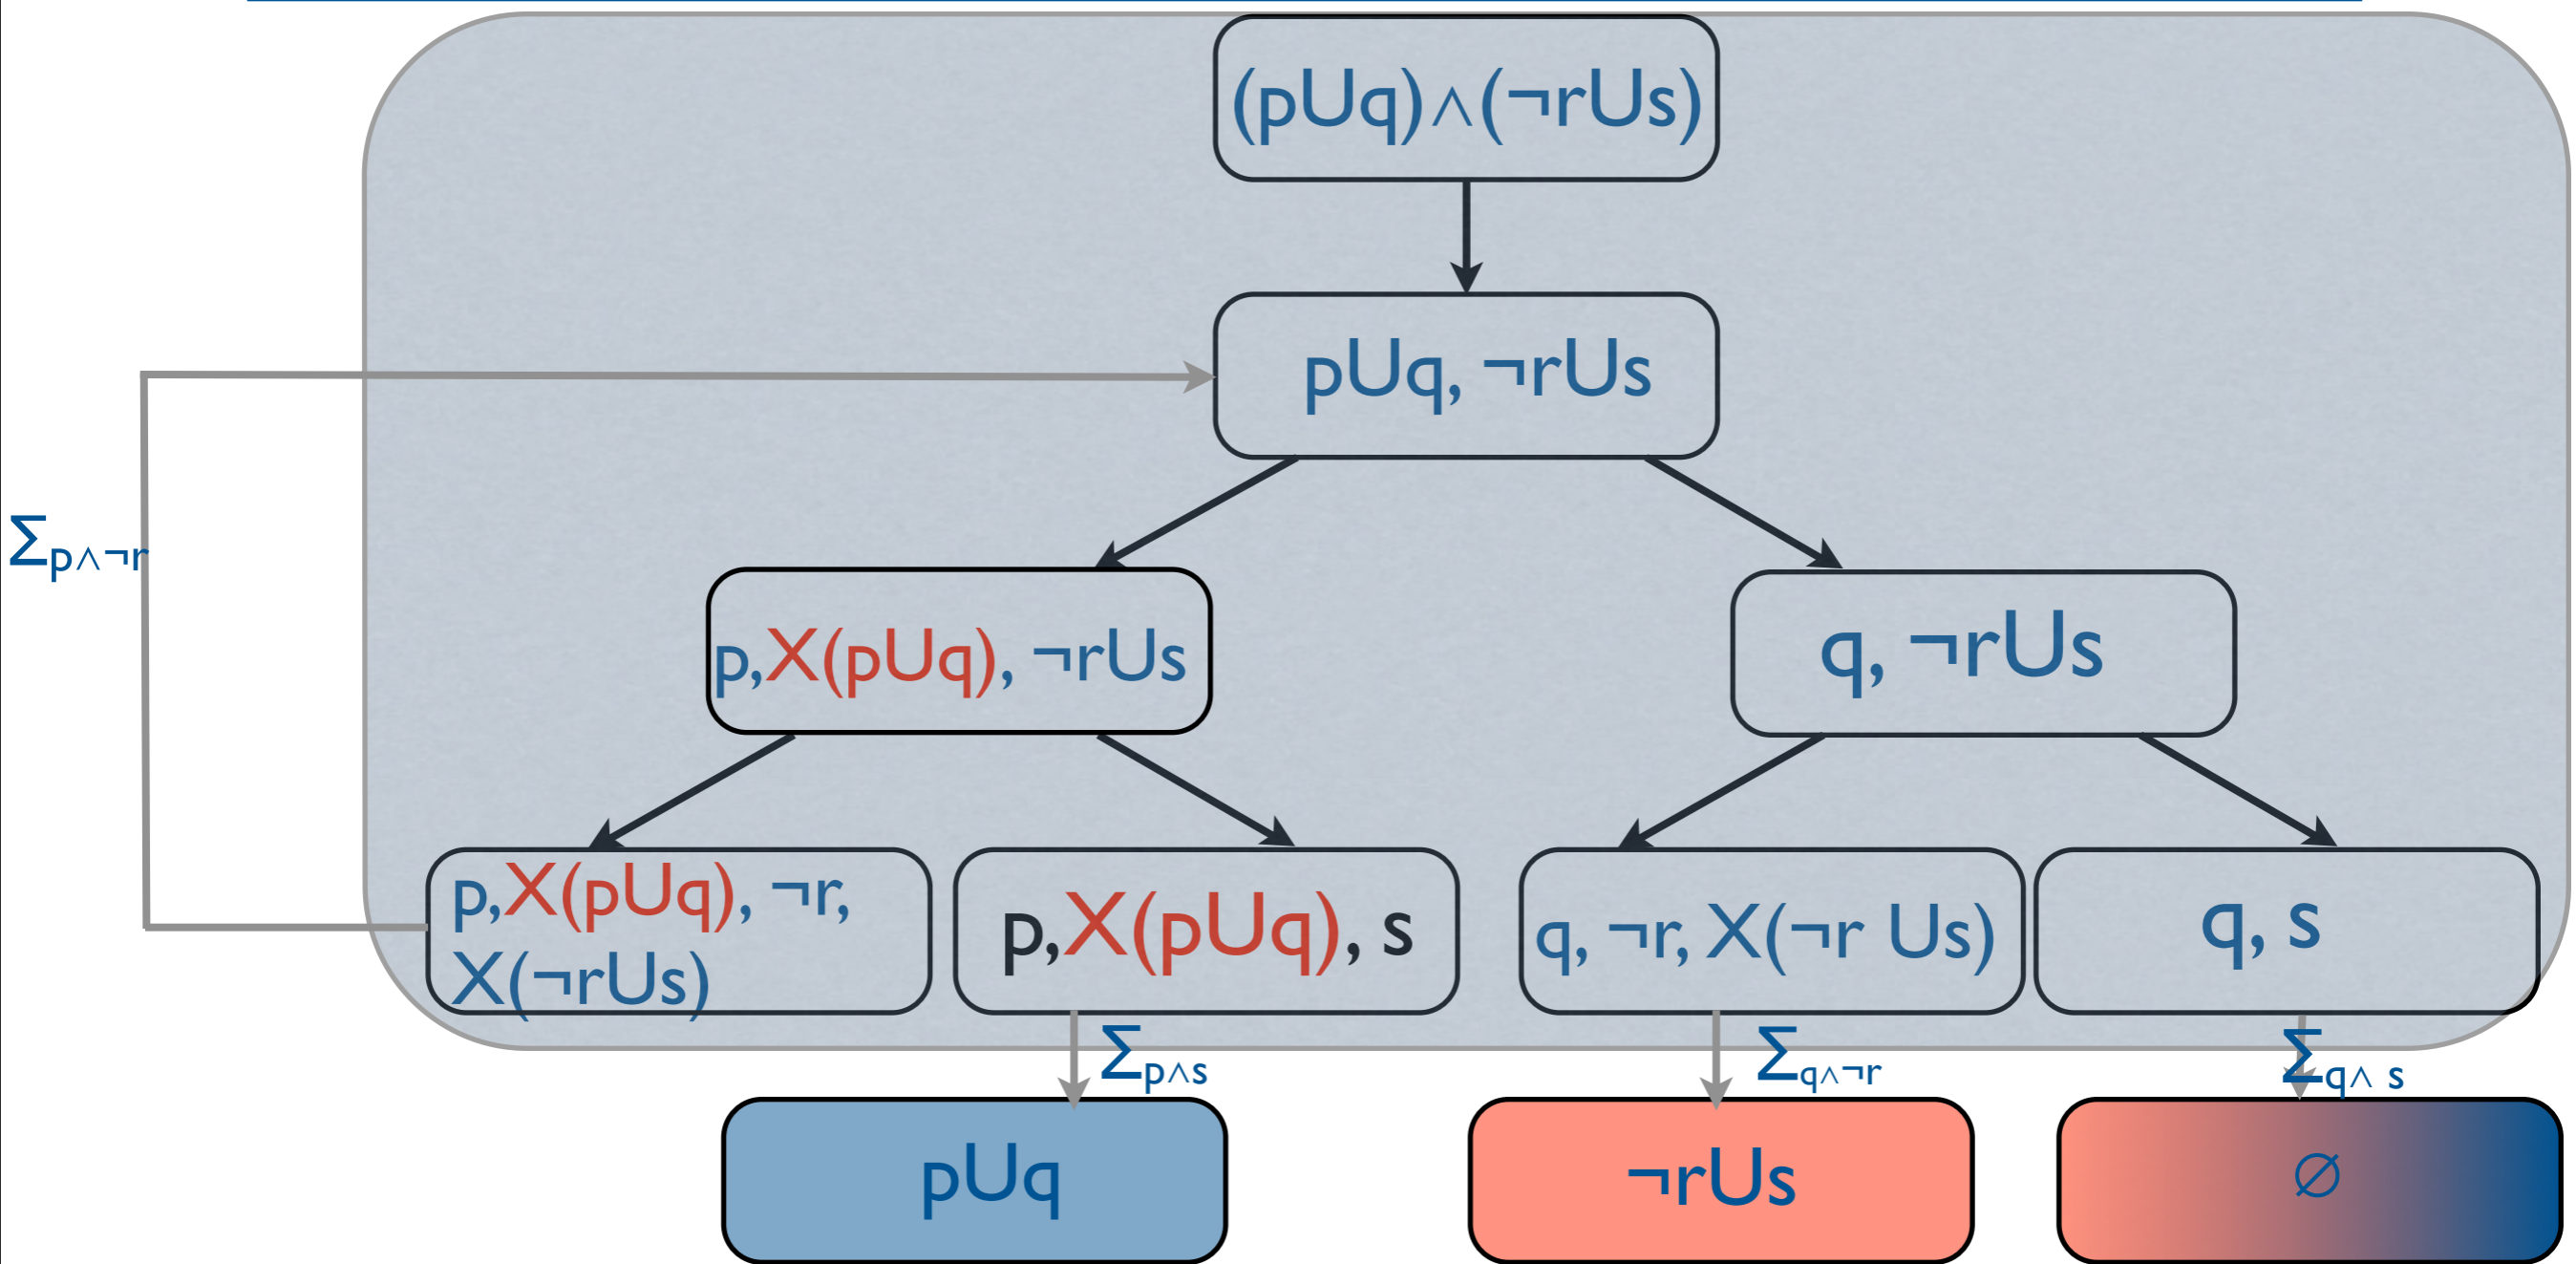 (pUq)∧(¬rUs)
pUq, ¬rUs
Σp∧¬r
p,X(pUq), ¬rUs
q, ¬rUs
p,X(pUq), ¬r,
X(¬rUs)
p,X(pUq), s
q, ¬r, X(¬r Us)
q, s
Σp∧s
Σq∧¬r
Σq∧ s
pUq
¬rUs
∅